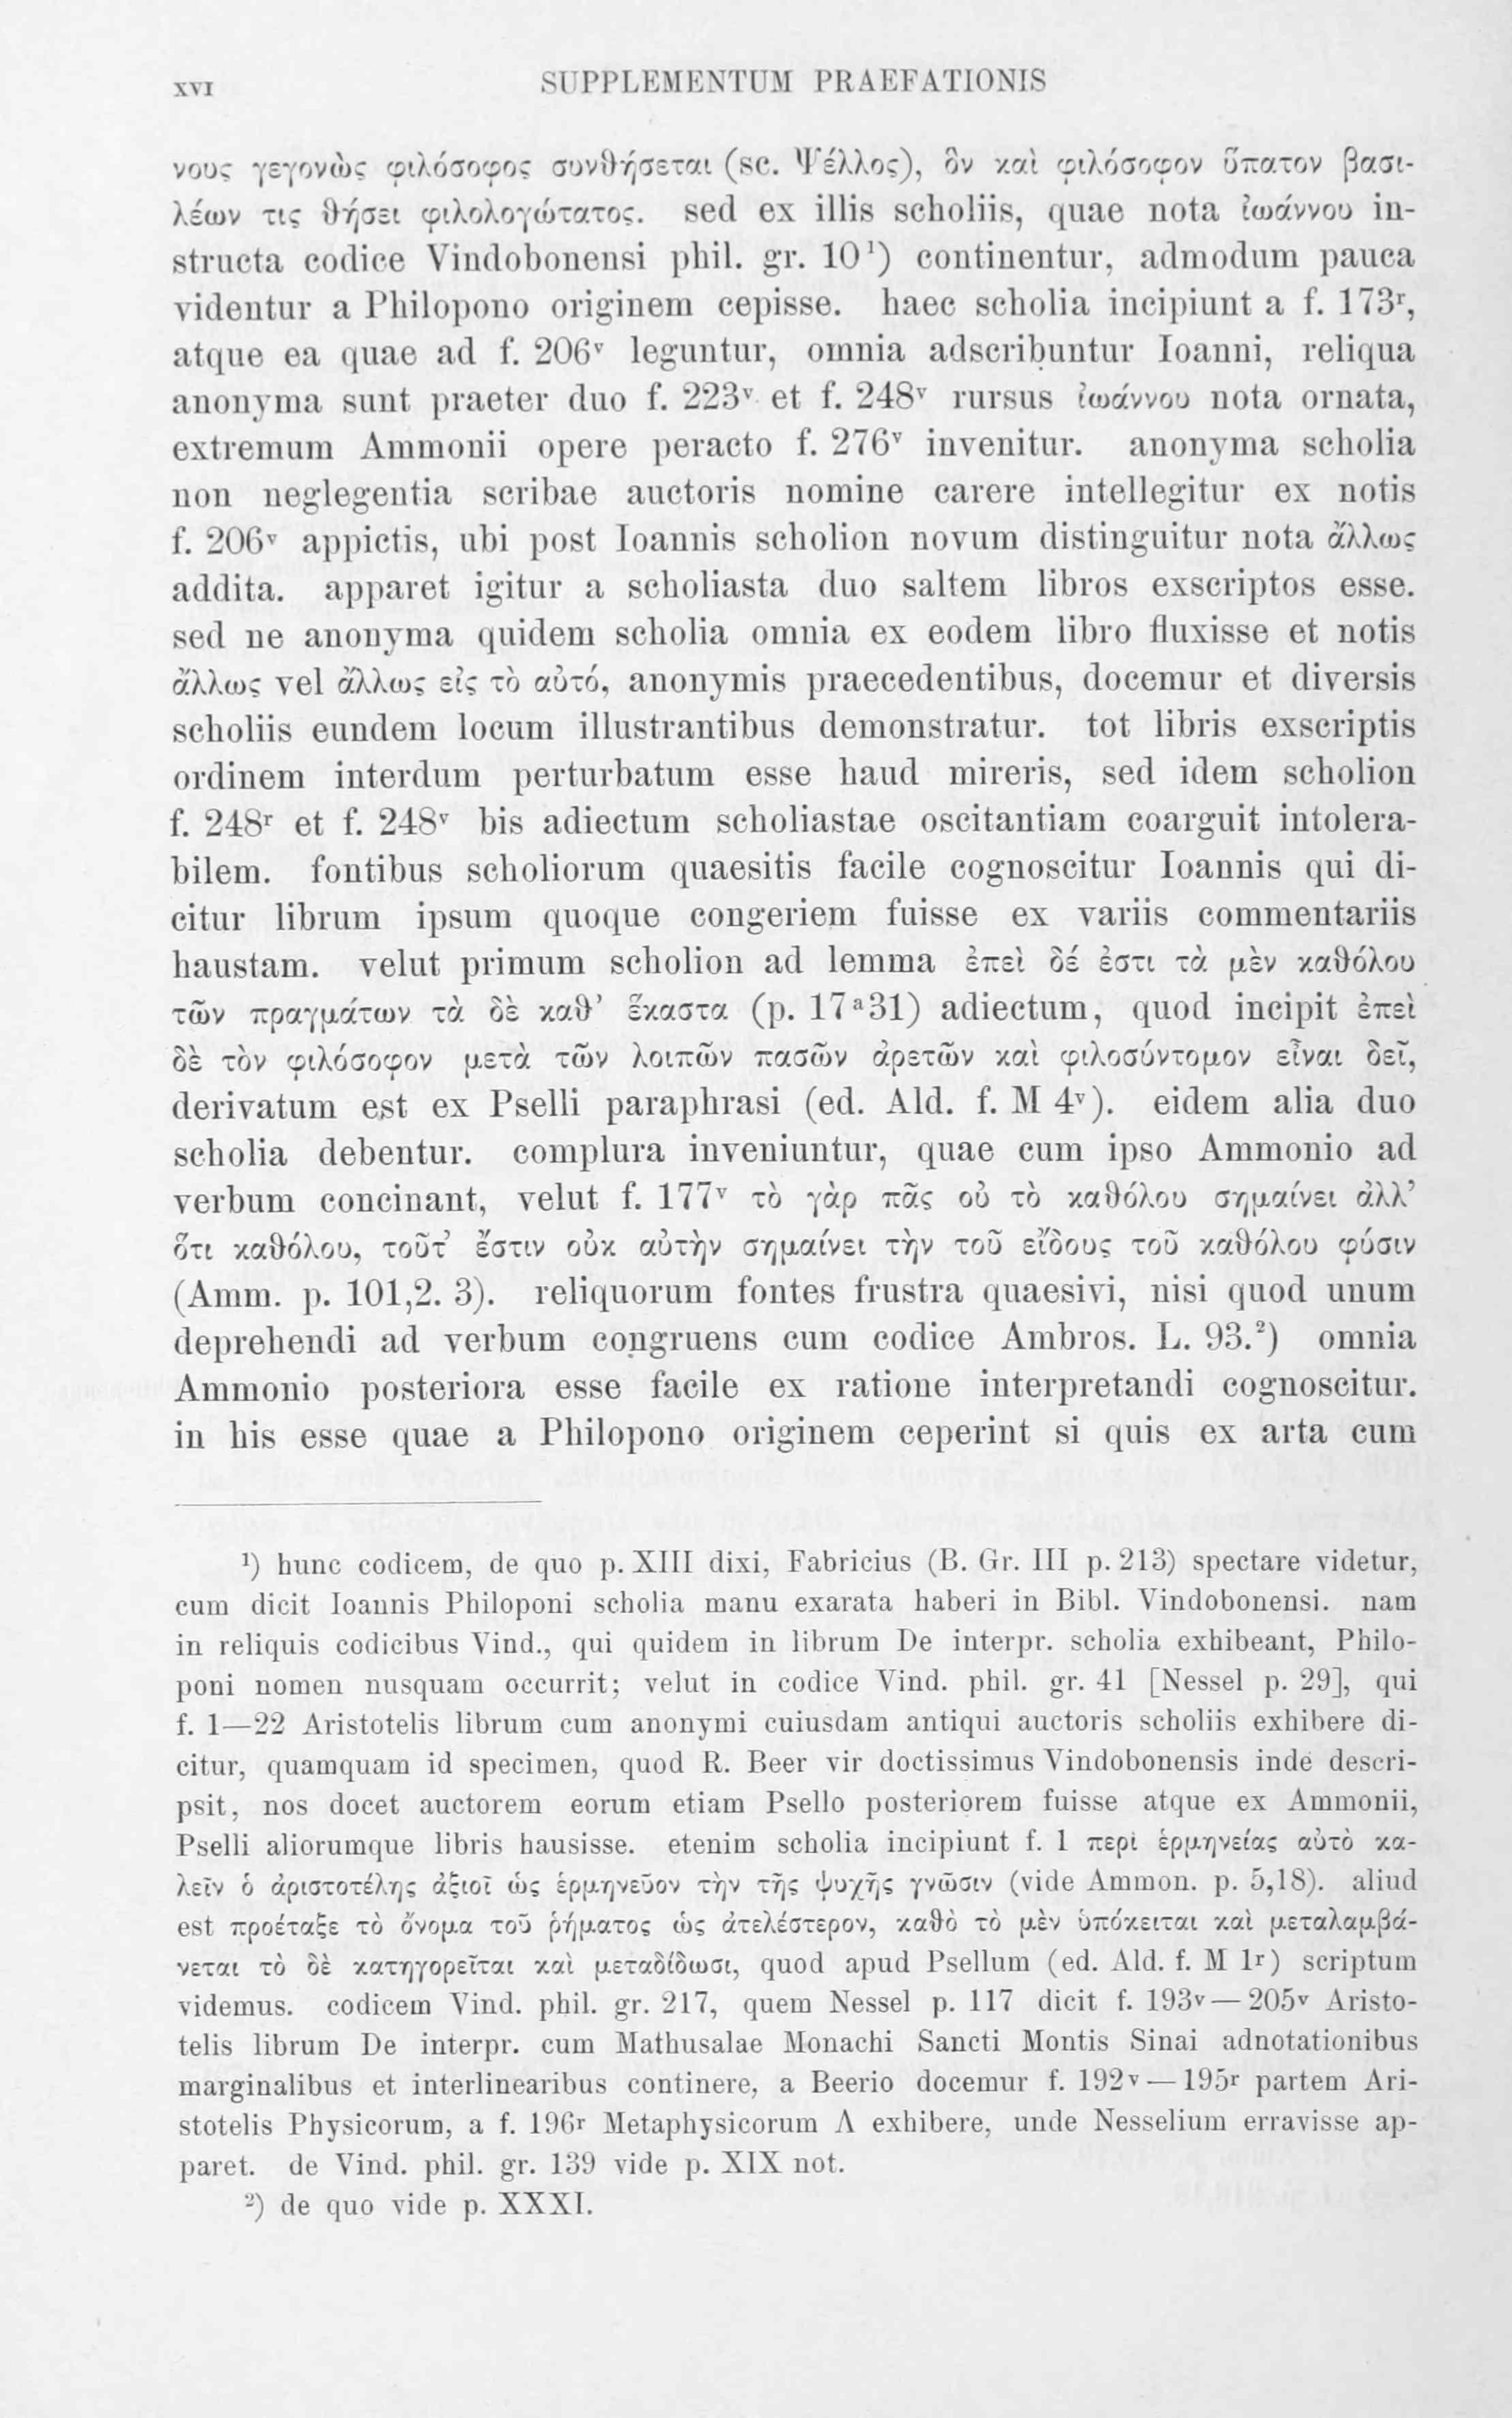 XVI SUPPLEMENTUM PRAEFATIONIS
νους γεγονὼς φιλόσοφος συνθήσεται (sc. Ψέλλος), ὃν καὶ φιλόσοφον ὕπατον βασι-
λέων τις θήσει φιλολογώτατος. sed ex illis scholiis, quae nota ἰωάννου in-
structa codice Vindobonensi phil. gr. 10¹) continentur, admodum pauca
videntur a Philopono originem cepisse. haec scholia incipiunt a f. 173ʳ,
atque ea quae ad f. 206ᵛ leguntur, omnia adscribuntur Ioanni, reliqua
anonyma sunt praeter duo f. 223ᵛ et f. 248ᵛ rursus ἰωάννου nota ornata,
extremum Ammonii opere peracto f. 276ᵛ invenitur. anonyma scholia
non neglegentia scribae auctoris nomine carere intellegitur ex notis
f. 206ᵛ appictis, ubi post Ioannis scholion novum distinguitur nota ἄλλως
addita. apparet igitur a scholiasta duo saltem libros exscriptos esse.
sed ne anonyma quidem scholia omnia ex eodem libro fluxisse et notis
ἄλλως vel ἄλλως εἰς τὸ αὐτό, anonymis praecedentibus, docemur et diversis
scholiis eundem locum illustrantibus demonstratur. tot libris exscriptis
ordinem interdum perturbatum esse haud mireris, sed idem scholion
f. 248ʳ et f. 248ᵛ bis adiectum scholiastae oscitantiam coarguit intolera-
bilem. fontibus scholiorum quaesitis facile cognoscitur Ioannis qui di-
citur librum ipsum quoque congeriem fuisse ex variis commentariis
haustam. velut primum scholion ad lemma ἐπεὶ δέ ἐστι τὰ μὲν καθόλου
τῶν πραγμάτων τὰ δὲ καθ’ ἕκαστα (p. 17ᵃ31) adiectum, quod incipit ἐπεὶ
δὲ τὸν φιλόσοφον μετὰ τῶν λοιπῶν πασῶν ἀρετῶν καὶ φιλοσύντομον εἶναι δεῖ,
derivatum est ex Pselli paraphrasi (ed. Ald. f. M 4ᵛ). eidem alia duo
scholia debentur. complura inveniuntur, quae cum ipso Ammonio ad
verbum concinant, velut f. 177ᵛ τὸ γὰρ πᾶς οὐ τὸ καθόλου σημαίνει ἀλλ’
ὅτι καθόλου, τοῦτ’ ἔστιν οὐκ αὐτὴν σημαίνει τὴν τοῦ εἴδους τοῦ καθόλου φύσιν
(Amm. p. 101,2. 3). reliquorum fontes frustra quaesivi, nisi quod unum
deprehendi ad verbum congruens cum codice Ambros. L. 93.²) omnia
Ammonio posteriora esse facile ex ratione interpretandi cognoscitur.
in his esse quae a Philopono originem ceperint si quis ex arta cum
¹) hunc codicem, de quo p. XIII dixi, Fabricius (B. Gr. III p. 213) spectare videtur,
cum dicit Ioannis Philoponi scholia manu exarata haberi in Bibl. Vindobonensi. nam
in reliquis codicibus Vind., qui quidem in librum De interpr. scholia exhibeant, Philo-
poni nomen nusquam occurrit; velut in codice Vind. phil. gr. 41 [Nessel p. 29], qui
f. 1—22 Aristotelis librum cum anonymi cuiusdam antiqui auctoris scholiis exhibere di-
citur, quamquam id specimen, quod R. Beer vir doctissimus Vindobonensis inde descri-
psit, nos docet auctorem eorum etiam Psello posteriorem fuisse atque ex Ammonii,
Pselli aliorumque libris hausisse. etenim scholia incipiunt f. 1 περὶ ἑρμηνείας αὐτὸ κα-
λεῖν ὁ ἀριστοτέλης ἀξιοῖ ὡς ἑρμηνεῦον τὴν τῆς ψυχῆς γνῶσιν (vide Ammon. p. 5,18). aliud
est προέταξε τὸ ὄνομα τοῦ ῥήματος ὡς ἀτελέστερον, καθὸ τὸ μὲν ὑπόκειται καὶ μεταλαμβά-
νεται τὸ δὲ κατηγορεῖται καὶ μεταδίδωσι, quod apud Psellum (ed. Ald. f. M 1r) scriptum
videmus. codicem Vind. phil. gr. 217, quem Nessel p. 117 dicit f. 193v — 205v Aristo-
telis librum De interpr. cum Mathusalae Monachi Sancti Montis Sinai adnotationibus
marginalibus et interlinearibus continere, a Beerio docemur f. 192v — 195r partem Ari-
stotelis Physicorum, a f. 196r Metaphysicorum Λ exhibere, unde Nesselium erravisse ap-
paret. de Vind. phil. gr. 139 vide p. XIX not.
²) de quo vide p. XXXI.